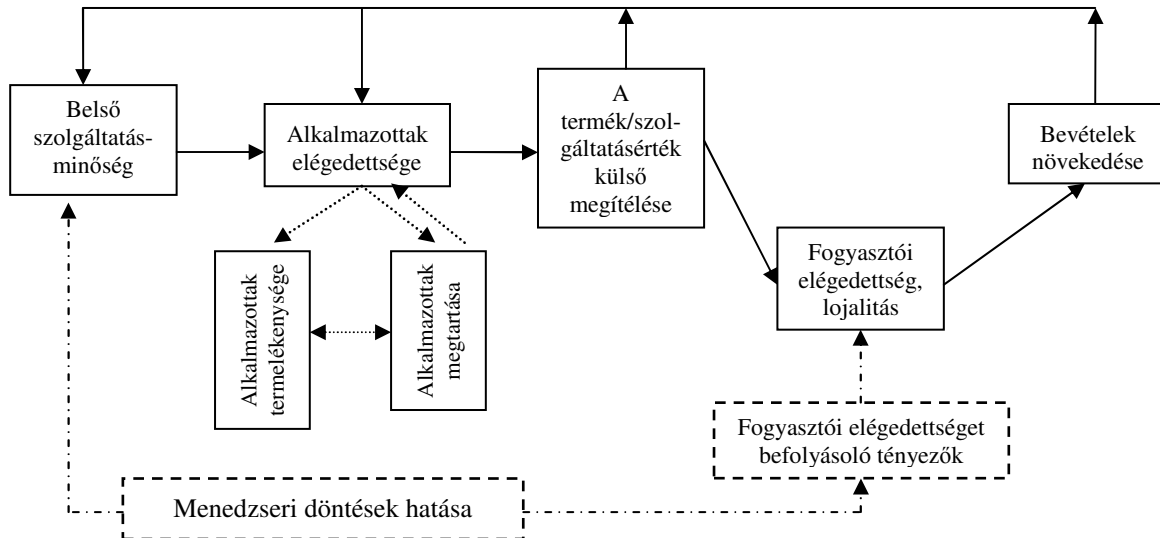 Belső
szolgáltatás-
minőség
Alkalmazottak
elégedettsége
A
termék/szol-
gáltatásérték
külső
megítélése
Bevételek
növekedése
Fogyasztói
elégedettség,
lojalitás
Alkalmazottak
termelékenysége
Alkalmazottak
megtartása
Fogyasztói elégedettséget
befolyásoló tényezők
Menedzseri döntések hatása